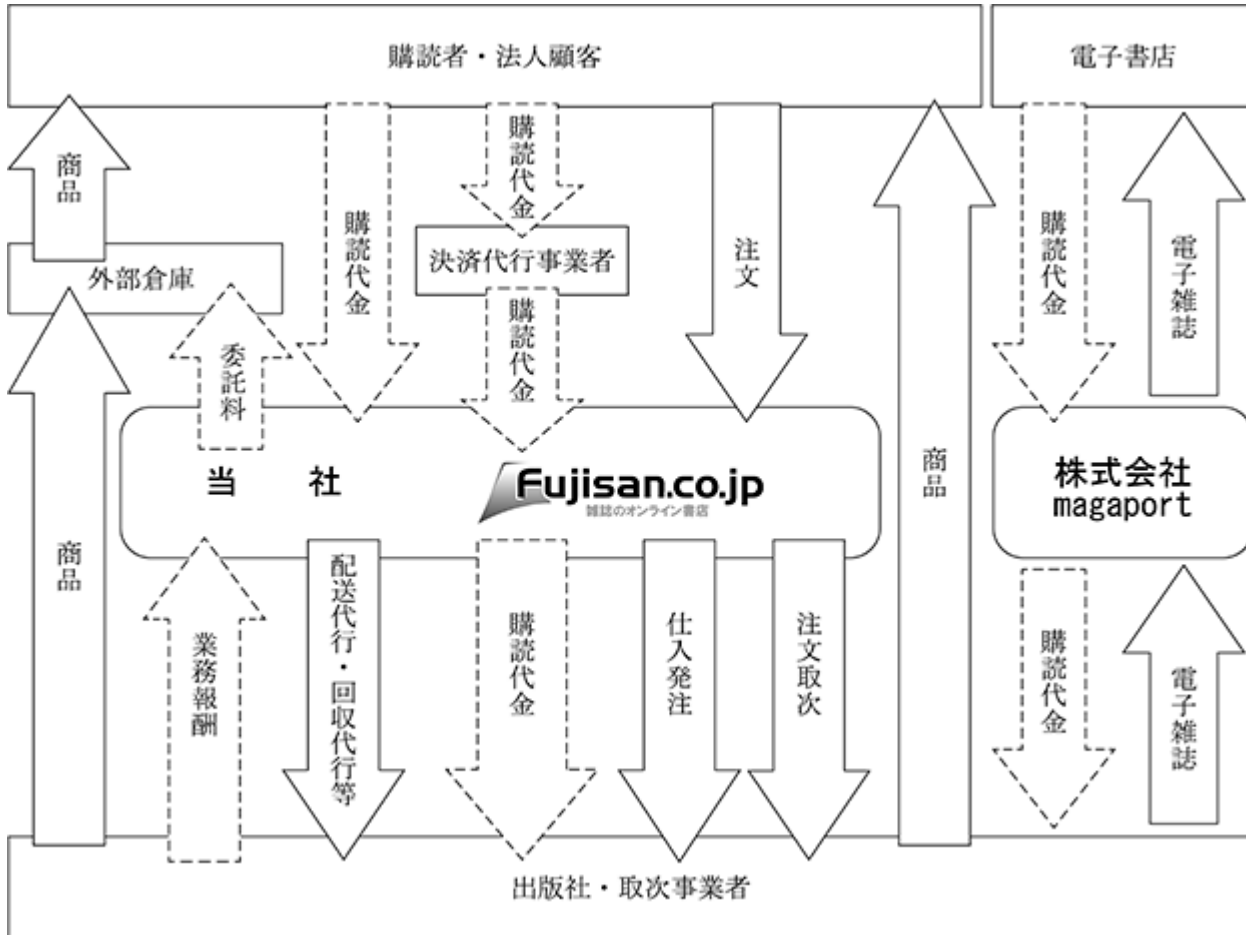 購読者・法人顧客
電子書店
商品
購読代金
購読代金
注文
購読代金
電子雑誌
外部倉庫
決済代行事業者
委託料
購読代金
当 社
Fujisan.co.jp
雑誌のオンライン書店
商品
株式会社
magaport
商品
業務報酬
配送代行・回収代行等
購読代金
仕入発注
注文取次
購読代金
電子雑誌
出版社・取次事業者